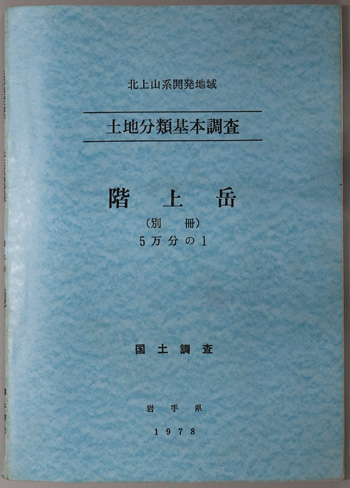 北上山系開発地域
土地分類基本調査
階上岳
(別冊)
5万分の1
国土調査
岩手県
1978